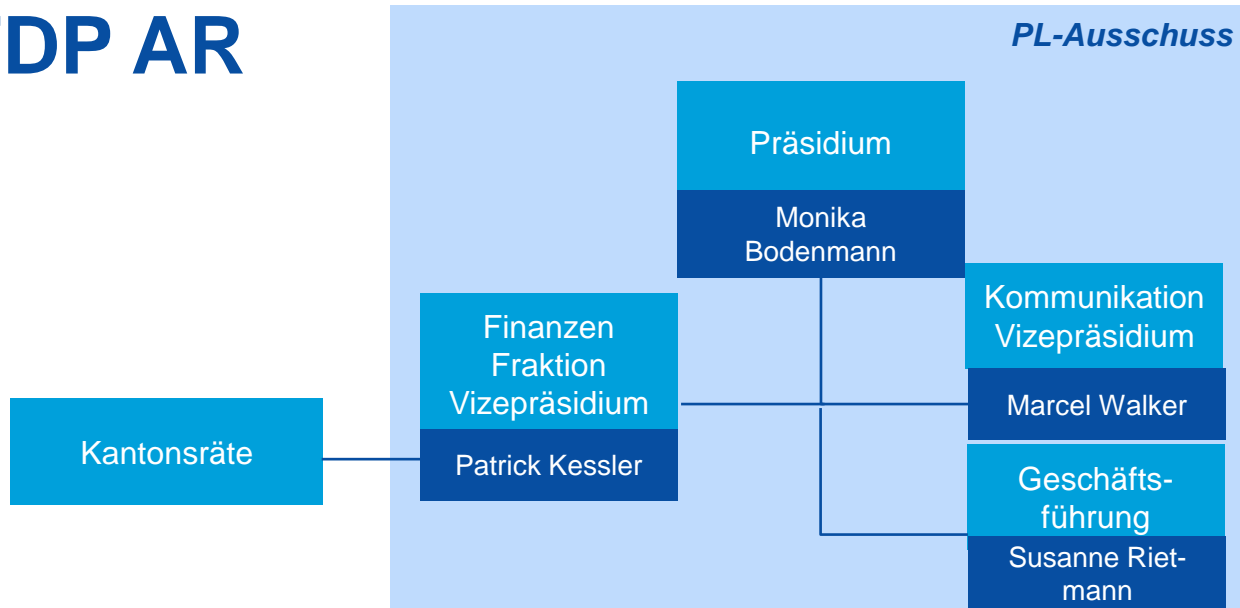 FDP AR
PL-Ausschuss
Präsidium
Monika
Bodenmann
Kommunikation
Vizepräsidium
Marcel Walker
Finanzen
Fraktion
Vizepräsidium
Patrick Kessler
Kantonsräte
Geschäfts-
führung
Susanne Riet-
mann